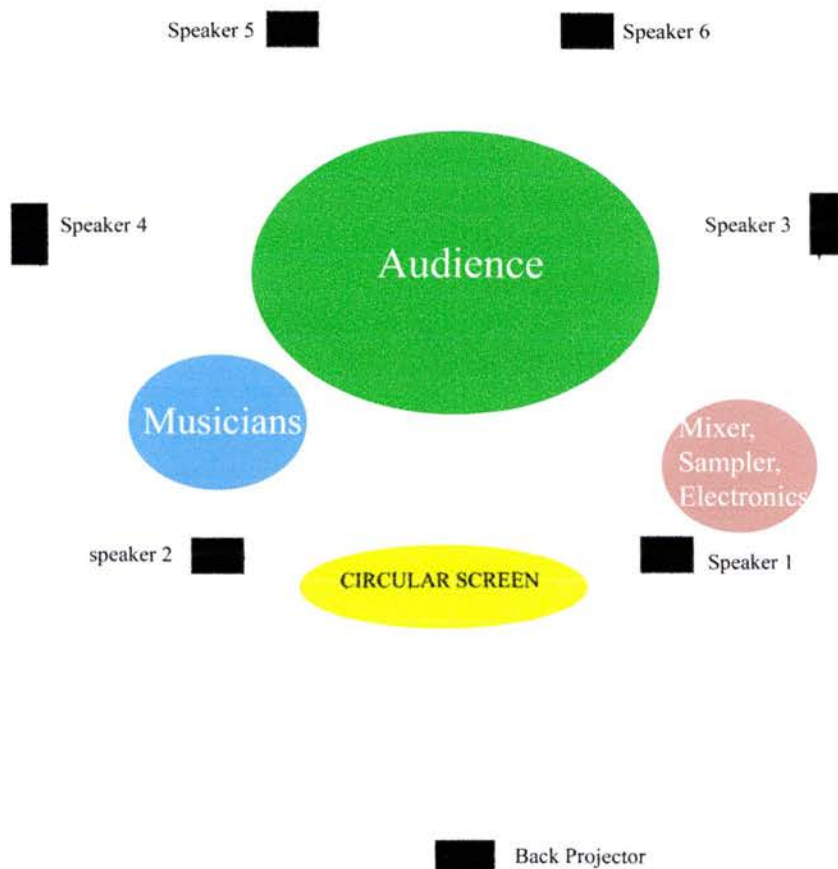 Speaker 5
Speaker 6
Speaker 4
Speaker 3
Audience
Musicians
Mixer,
Sampler,
Electronics
speaker 2
CIRCULAR SCREEN
Speaker 1
Back Projector